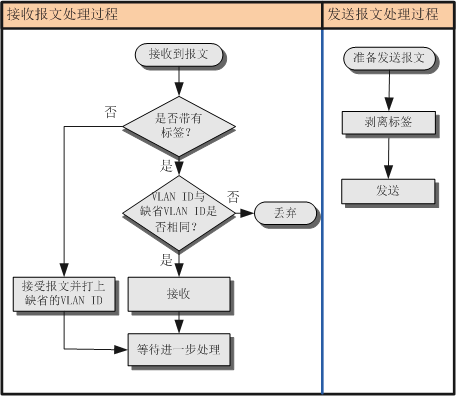 接收报文处理过程
发送报文处理过程
接收到报文
准备发送报文
是否带有
标签？
否
剥离标签
是
发送
VLAN ID与
缺省VLAN ID是
否相同？
否
丢弃
是
接受报文并打上
缺省的VLAN ID
接收
等待进一步处理